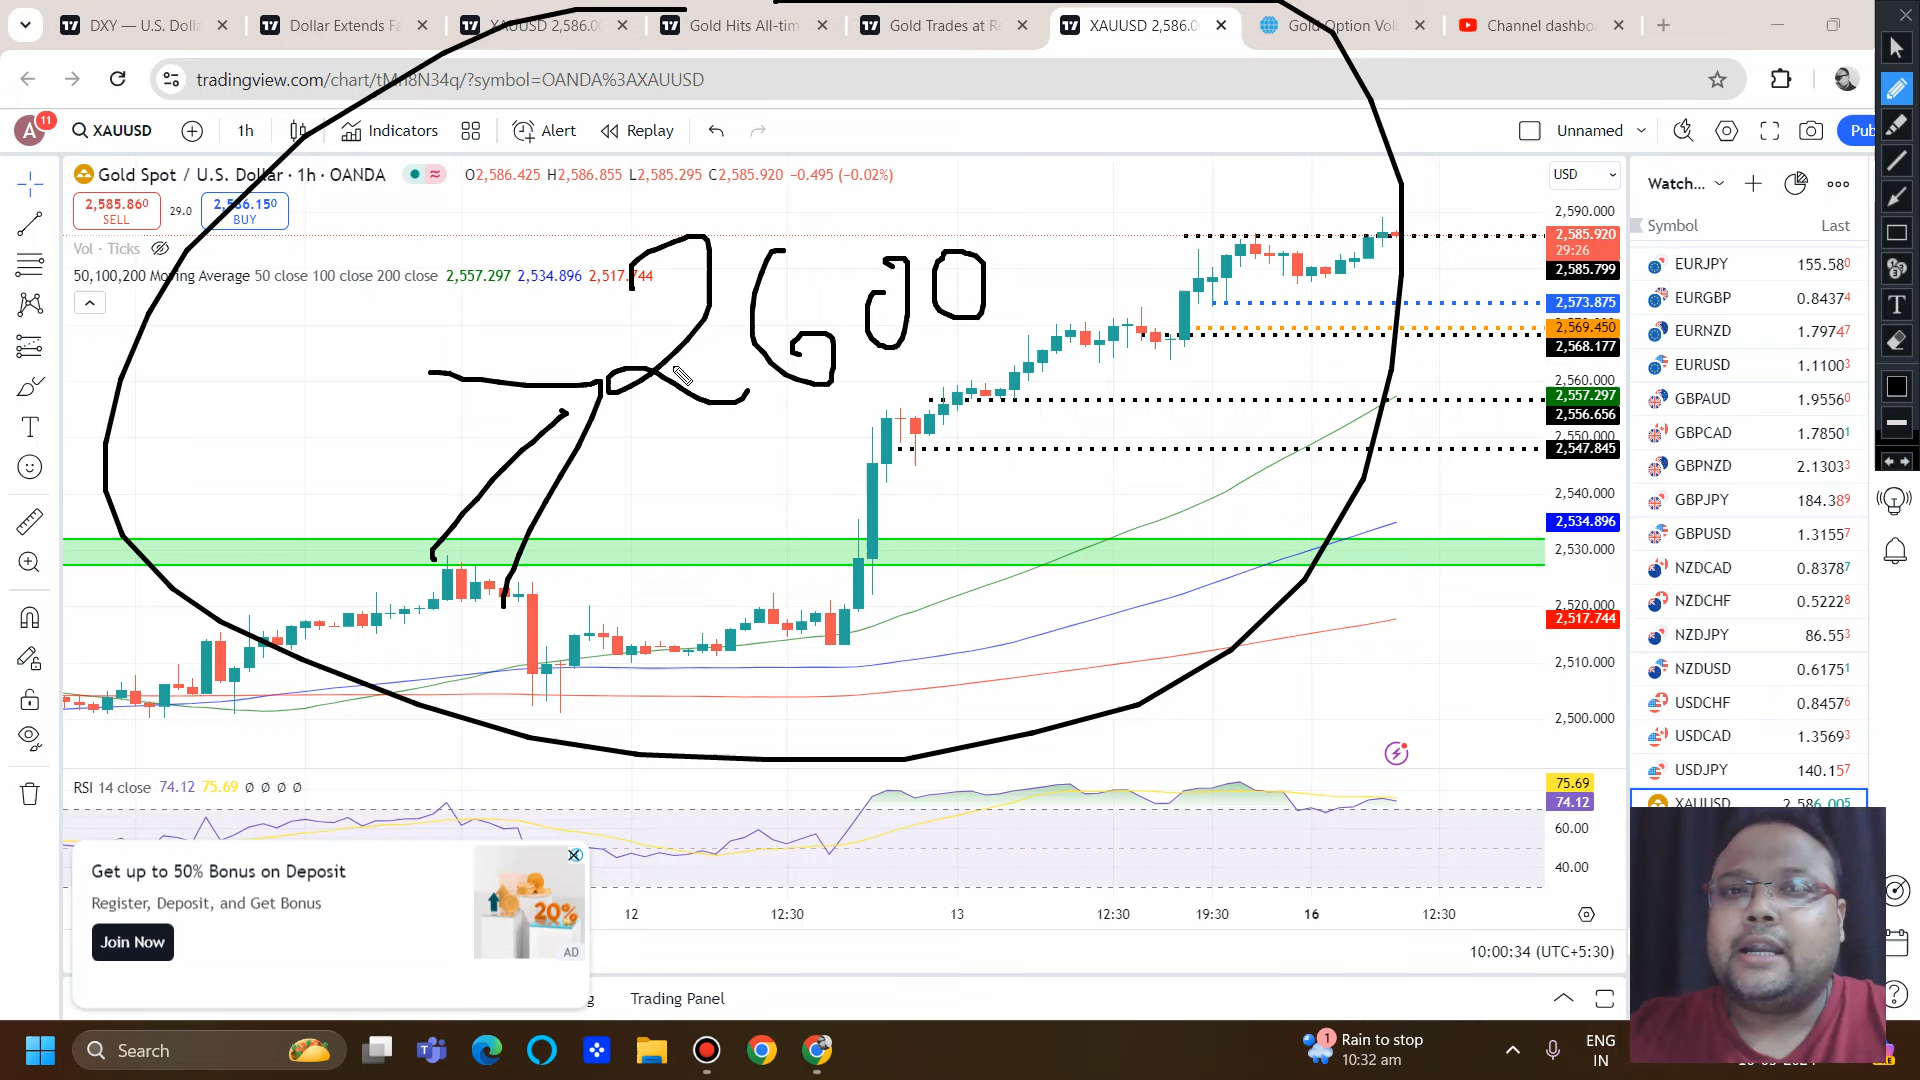 DXY — U.S. Dolla
Dollar Extends Fa
XAUUSD 2,586.0
Gold Hits All-tim
Gold Trades at Re
XAUUSD 2,586.0
Gold Option Vol
Channel dashbo
tradingview.com/chart/t
8N34q/?symbol=OANDA%3AXAUUSD
A 11 XAUUSD 1h Indicators Alert Replay Unnamed Pub
Gold Spot / U.S. Dollar · 1h · OANDA O2,586.425 H2,586.855 L2,585.295 C2,585.920 −0.495 (−0.02%)
2,585.860 29.0 2,586.150
SELL BUY
Vol · Ticks
50,100,200 Moving Average 50 close 100 close 200 close 2,557.297 2,534.896 2,517.744
2600
USD
2,590.000
2,585.920
29:26
2,585.799
2,573.875
2,569.450
2,568.177
2,560.000
2,557.297
2,556.656
2,550.000
2,547.845
2,540.000
2,534.896
2,530.000
2,520.000
2,517.744
2,510.000
2,500.000
RSI 14 close 74.12 75.69 Ø Ø Ø Ø
75.69
74.12
60.00
40.00
12 12:30 13 12:30 19:30 16 12:30
10:00:34 (UTC+5:30)
Get up to 50% Bonus on Deposit
Register, Deposit, and Get Bonus
Join Now
20%
AD
Trading Panel
Watch...
Symbol Last
EURJPY 155.580
EURGBP 0.84374
EURNZD 1.79747
EURUSD 1.11003
GBPAUD 1.95560
GBPCAD 1.78501
GBPNZD 2.13033
GBPJPY 184.389
GBPUSD 1.31557
NZDCAD 0.83787
NZDCHF 0.52228
NZDJPY 86.553
NZDUSD 0.61751
USDCHF 0.84576
USDCAD 1.35693
USDJPY 140.157
XAUUSD 2,586.005
T
T
?
Search
1
Rain to stop
10:32 am
ENG
IN